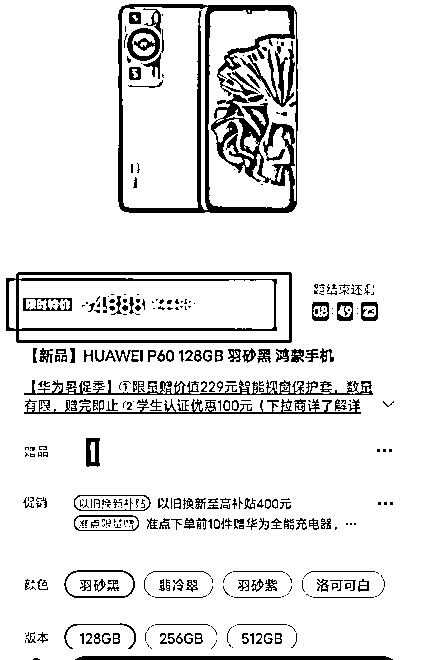 限时特价
距结束还剩
【新品】HUAWEI P60 128GB 羽砂黑 鸿蒙手机
【华为暑促季】①限量赠价值229元智能视窗保护套，数量
有限，赠完即止 ②学生认证优惠100元（下拉商详了解详
赠品
促销 以旧换新补贴 以旧换新至高补贴400元
准点限量赠 准点下单前10件赠华为全能充电器，…
颜色 羽砂黑 翡冷翠 羽砂紫 洛可可白
版本 128GB 256GB 512GB